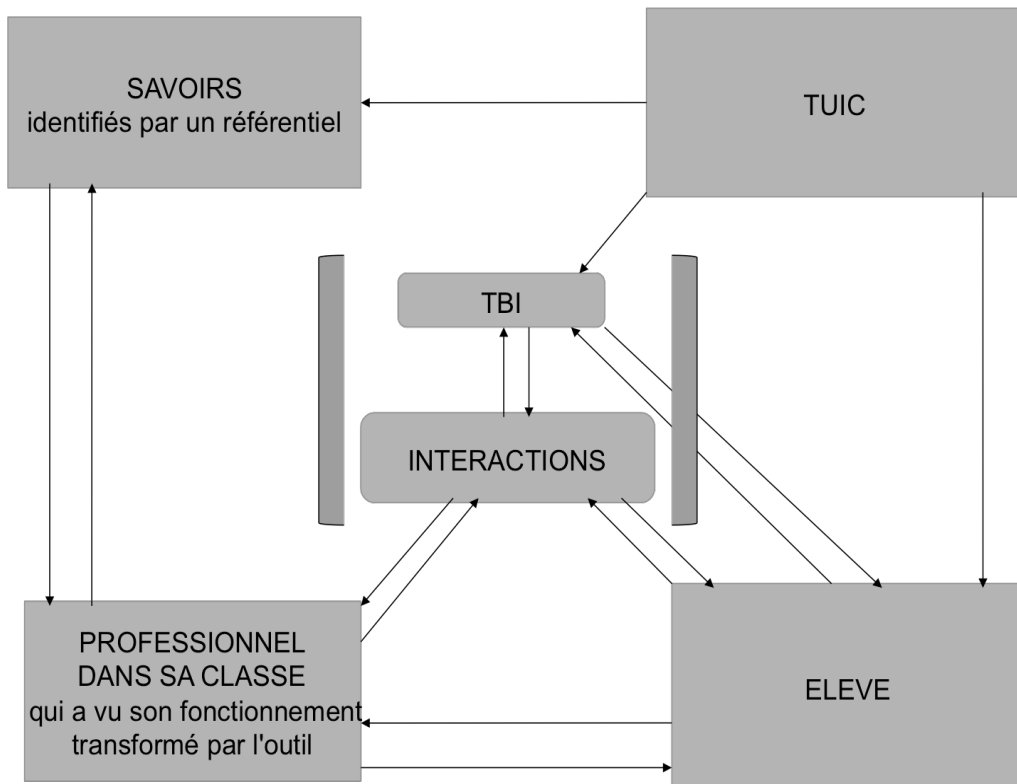 SAVOIRS
identifiés par un référentiel
TUIC
TBI
INTERACTIONS
PROFESSIONNEL
DANS SA CLASSE
qui a vu son fonctionnement
transformé par l'outil
ELEVE